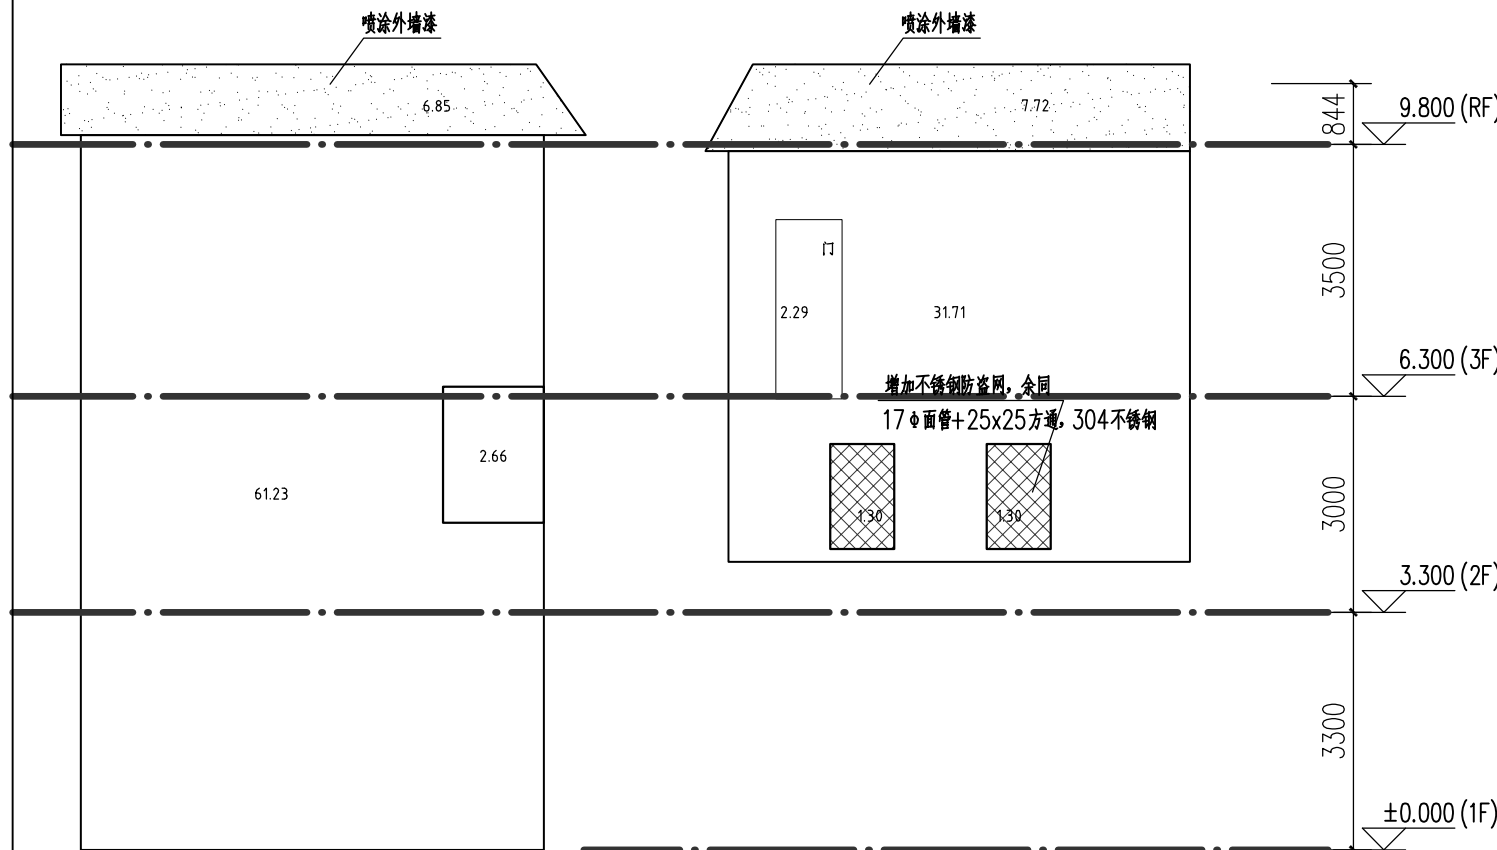 喷涂外墙漆
喷涂外墙漆
6.85
7.72
844
9.800 (RF)
门
3500
2.29
31.71
6.300 (3F)
增加不锈钢防盗网，余同
17Φ面管+25x25方通，304不锈钢
2.66
61.23
1.30
1.30
3000
3.300 (2F)
3300
±0.000 (1F)